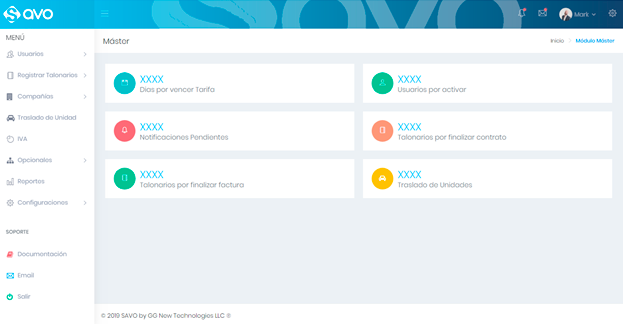 SAVO
Mark
MENÚ
Usuarios
Registrar Talonarios
Compañías
Traslado de Unidad
IVA
Opcionales
Reportes
Configuraciones
SOPORTE
Documentación
Email
Salir
Máster
Inicio > Módulo Máster
XXXX
Días por vencer Tarifa
XXXX
Usuarios por activar
XXXX
Notificaciones Pendientes
XXXX
Talonarios por finalizar contrato
XXXX
Talonarios por finalizar factura
XXXX
Traslado de Unidades
© 2019 SAVO by GG New Technologies LLC ®